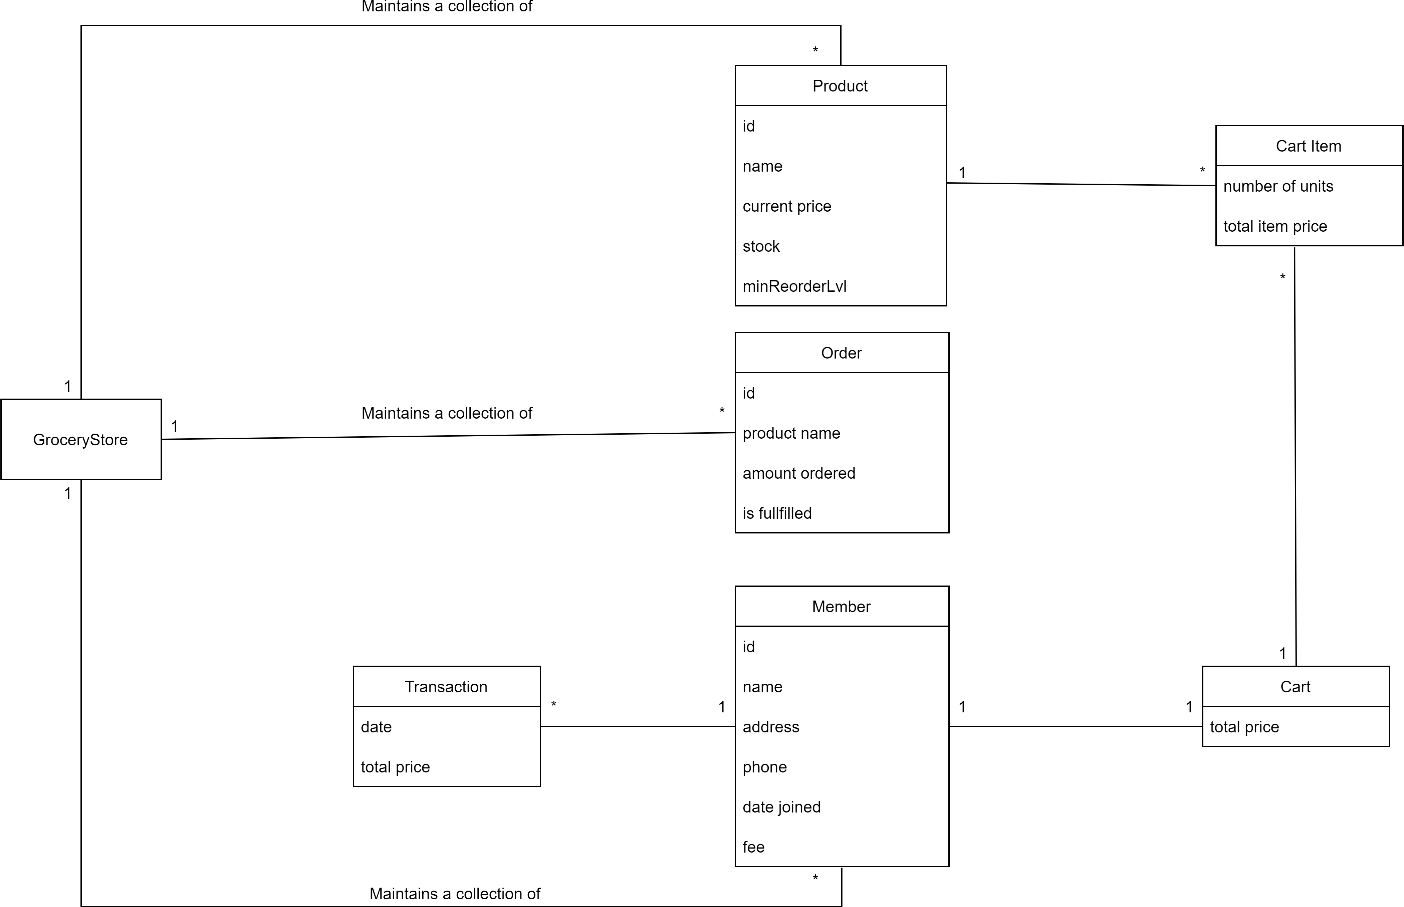 Maintains a collection of
*
Product
id
name
current price
stock
minReorderLvl
1
*
Cart Item
number of units
total item price
*
1
GroceryStore
1
1
Maintains a collection of
*
Order
id
product name
amount ordered
is fullfilled
Member
id
name
address
phone
date joined
fee
Transaction
date
total price
*
1
1
1
1
Cart
total price
*
Maintains a collection of